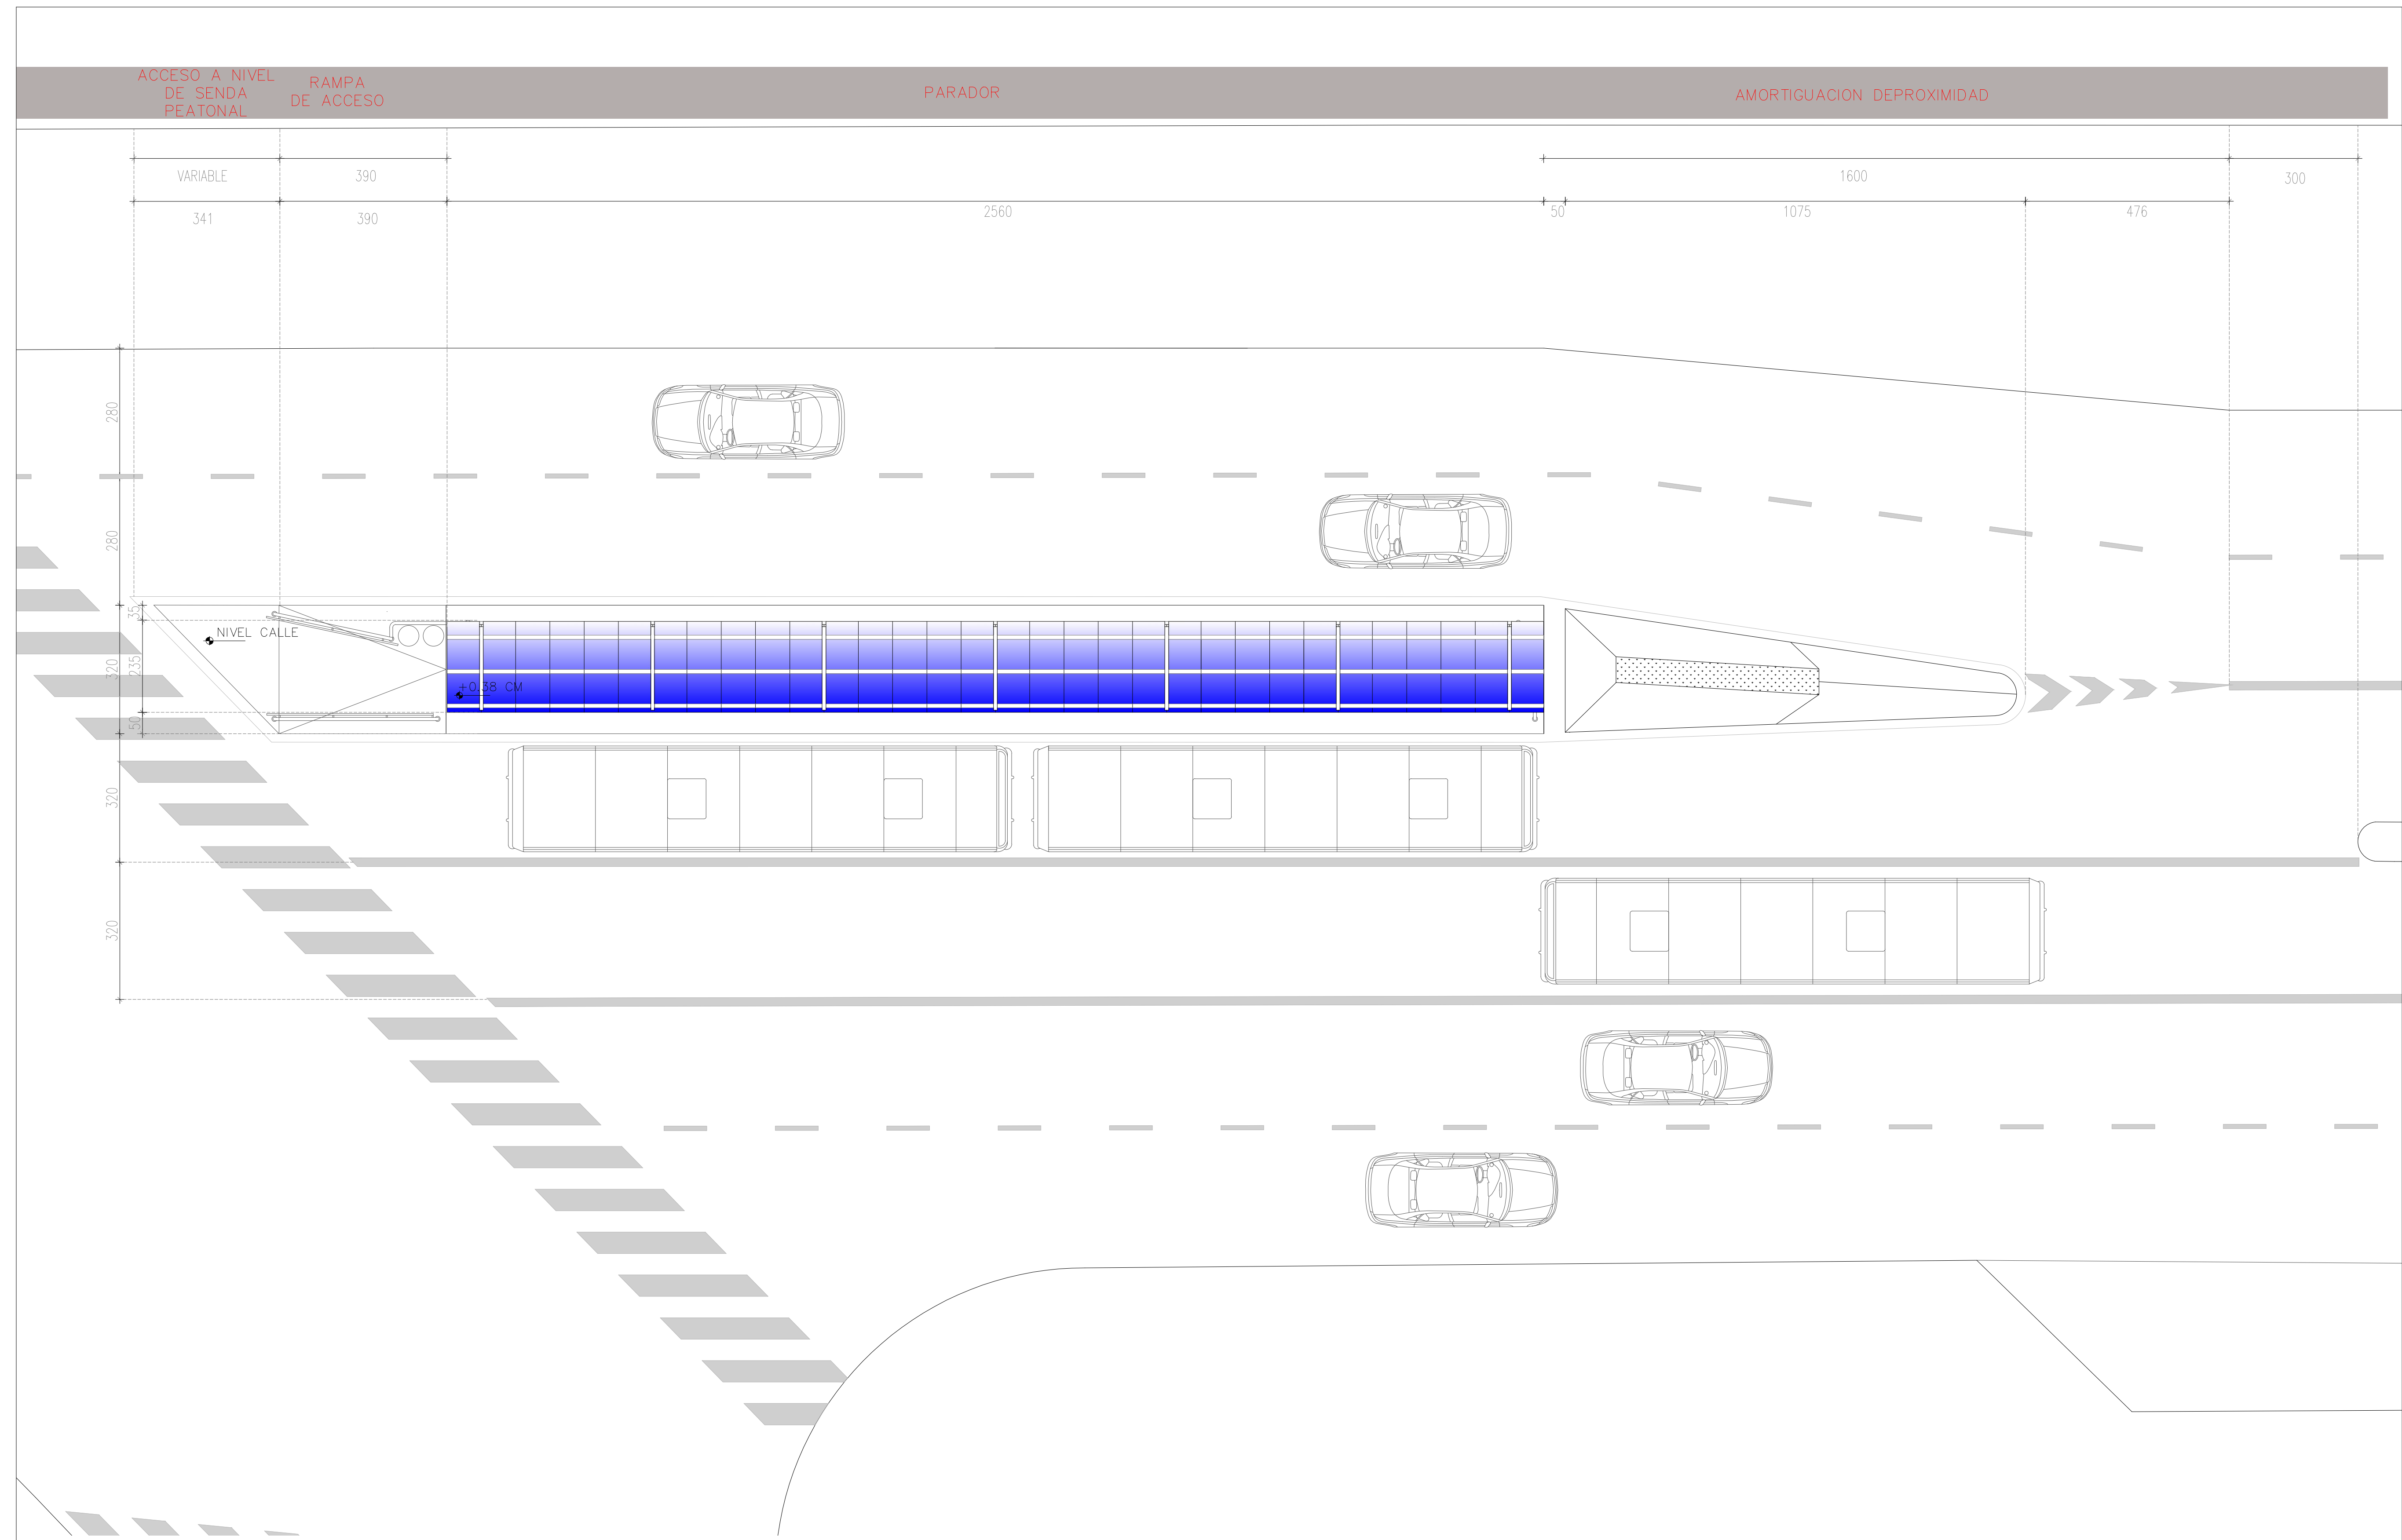 ACCESO A NIVEL
DE SENDA
PEATONAL
RAMPA
DE ACCESO
PARADOR
AMORTIGUACION DEPROXIMIDAD
VARIABLE
390
1600
300
341
390
2560
50
1075
476
280
280
35
320
235
50
320
320
NIVEL CALLE
+0.38 CM